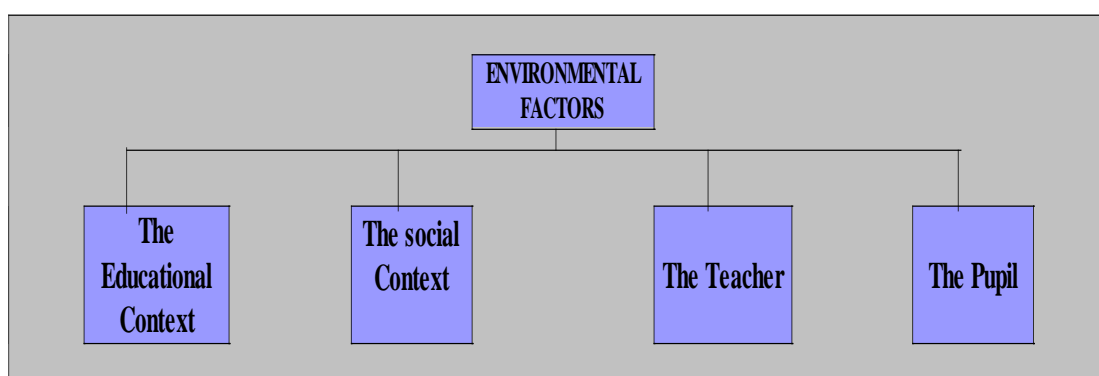 ENVIRONMENTAL
FACTORS
The
Educational
Context
The social
Context
The Teacher
The Pupil